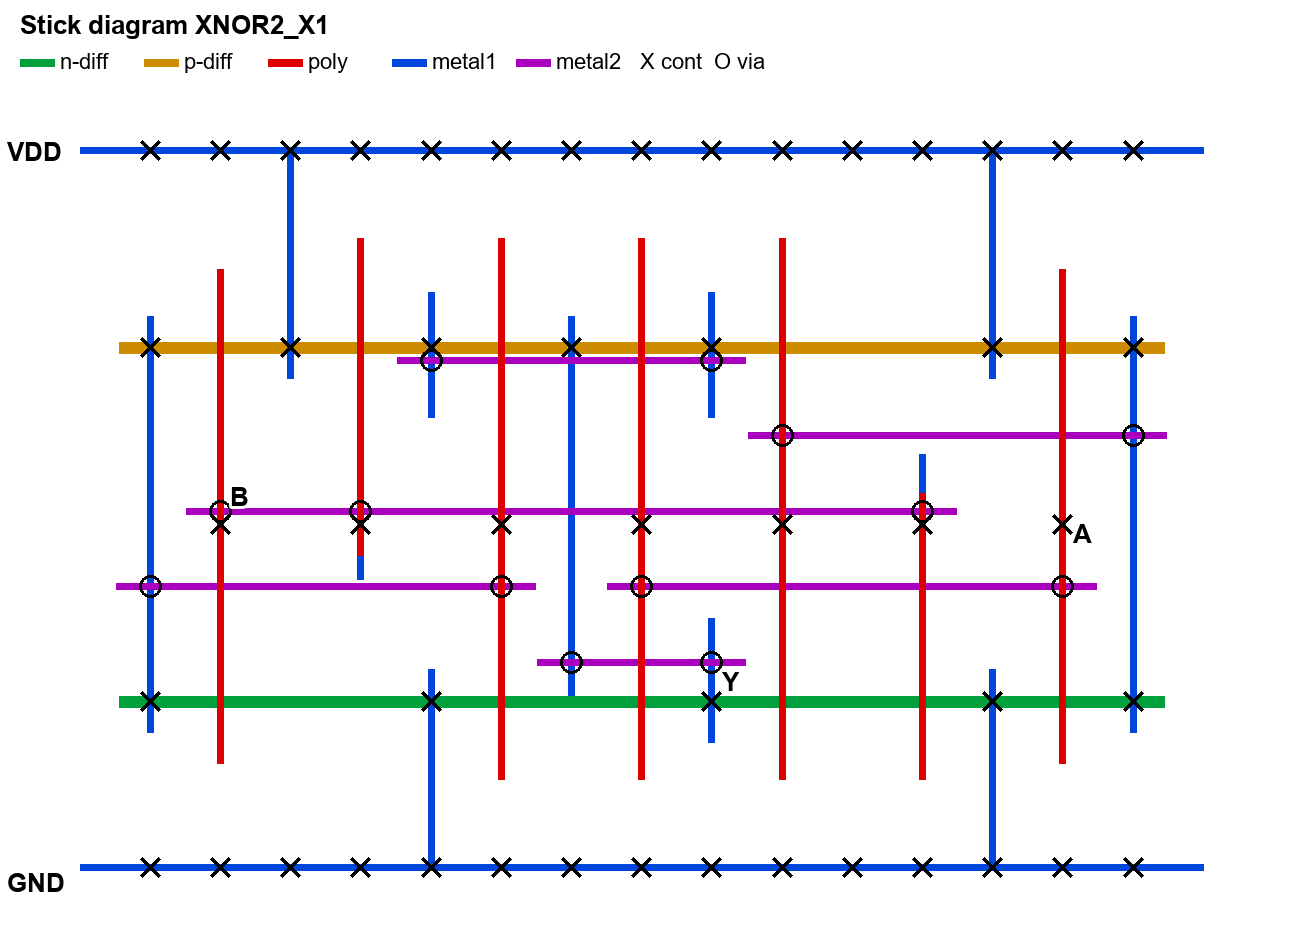 Stick diagram XNOR2_X1
n-diff p-diff poly metal1 metal2 X cont O via
VDD
B
A
Y
GND